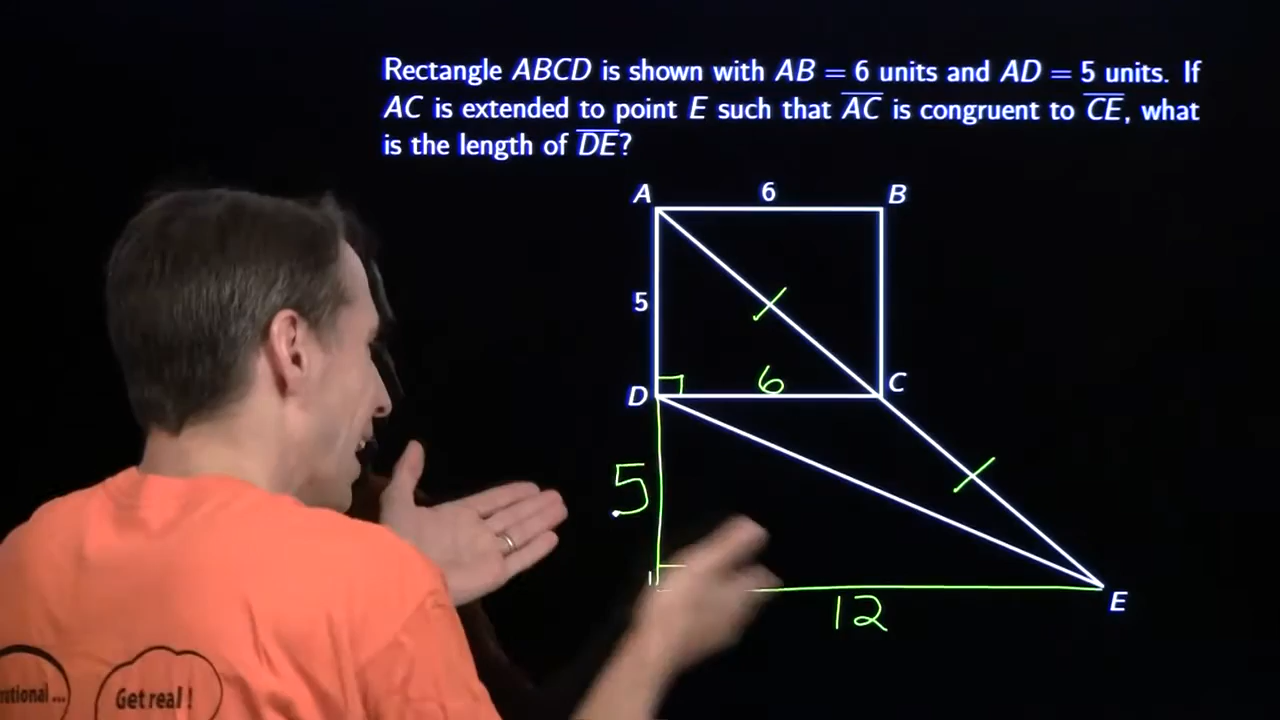 Rectangle ABCD is shown with AB = 6 units and AD = 5 units. If
AC is extended to point E such that AC is congruent to CE, what
is the length of DE?
A 6 B
5
D 6 C
5
12 E
Get real !